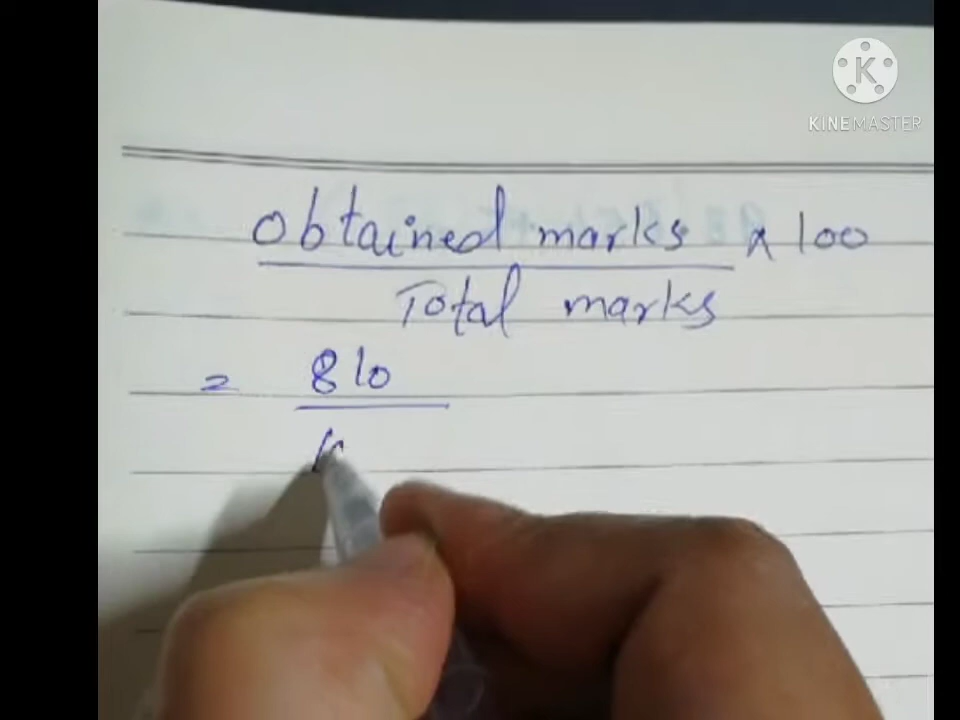 K
KINEMASTER
Obtained marks x 100
Total marks
= 810